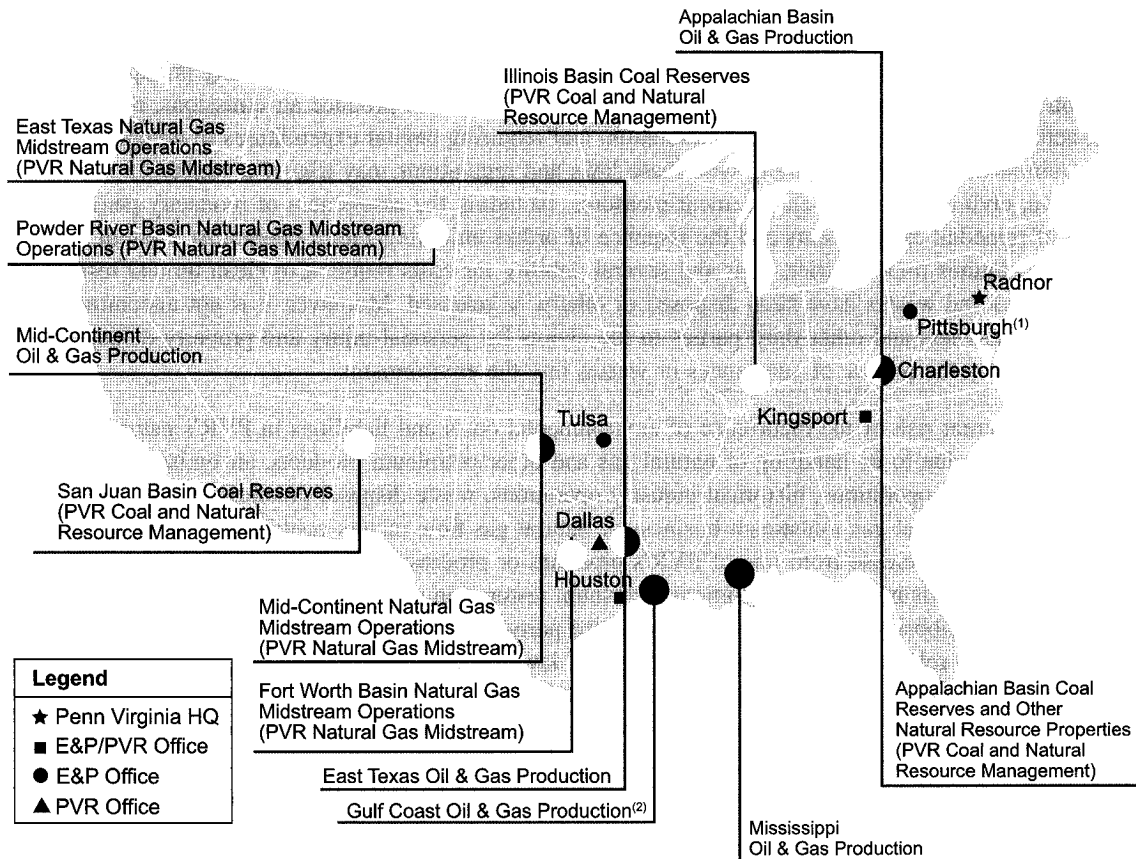 Appalachian Basin
Oil & Gas Production
Illinois Basin Coal Reserves
(PVR Coal and Natural
Resource Management)
East Texas Natural Gas
Midstream Operations
(PVR Natural Gas Midstream)
Powder River Basin Natural Gas Midstream
Operations (PVR Natural Gas Midstream)
Radnor
Pittsburgh(1)
Mid-Continent
Oil & Gas Production
Charleston
Kingsport
Tulsa
San Juan Basin Coal Reserves
(PVR Coal and Natural
Resource Management)
Dallas
Houston
Mid-Continent Natural Gas
Midstream Operations
(PVR Natural Gas Midstream)
Fort Worth Basin Natural Gas
Midstream Operations
(PVR Natural Gas Midstream)
East Texas Oil & Gas Production
Gulf Coast Oil & Gas Production(2)
Mississippi
Oil & Gas Production
Appalachian Basin Coal
Reserves and Other
Natural Resource Properties
(PVR Coal and Natural
Resource Management)
Legend
Penn Virginia HQ
E&P/PVR Office
E&P Office
PVR Office